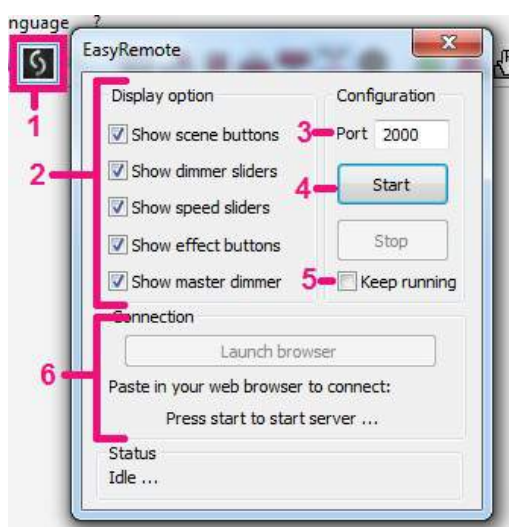 nguage ?
EasyRemote
1
2
3
4
5
6
Display option
Show scene buttons
Show dimmer sliders
Show speed sliders
Show effect buttons
Show master dimmer
Configuration
Port 2000
Start
Stop
Keep running
Connection
Launch browser
Paste in your web browser to connect:
Press start to start server ...
Status
Idle ...